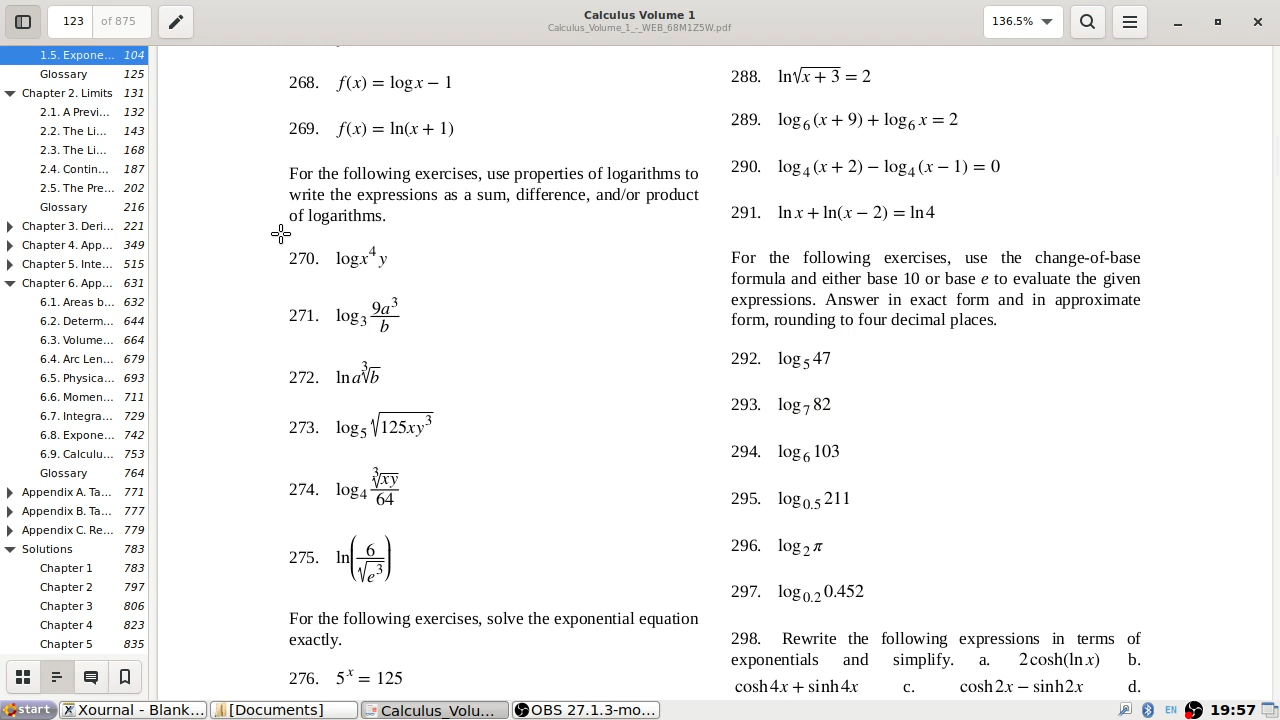 123 of 875
Calculus Volume 1
Calculus_Volume_1_-_WEB_68M1Z5W.pdf
136.5%
1.5. Expone... 104
Glossary 125
Chapter 2. Limits 131
2.1. A Previ... 132
2.2. The Li... 143
2.3. The Li... 168
2.4. Contin... 187
2.5. The Pre... 202
Glossary 216
Chapter 3. Deri... 221
Chapter 4. App... 349
Chapter 5. Inte... 515
Chapter 6. App... 631
6.1. Areas b... 632
6.2. Determ... 644
6.3. Volume... 664
6.4. Arc Len... 679
6.5. Physica... 693
6.6. Momen... 711
6.7. Integra... 729
6.8. Expone... 742
6.9. Calculu... 753
Glossary 764
Appendix A. Ta... 771
Appendix B. Ta... 777
Appendix C. Re... 779
Solutions 783
Chapter 1 783
Chapter 2 797
Chapter 3 806
Chapter 4 823
Chapter 5 835
268. f(x) = log x − 1
269. f(x) = ln(x + 1)
For the following exercises, use properties of logarithms to
write the expressions as a sum, difference, and/or product
of logarithms.
270. log x⁴ y
271. log₃ 9a³/b
272. ln a∛b
273. log₅ √(125xy³)
274. log₄ ∛(xy)/64
275. ln(6/√(e³))
For the following exercises, solve the exponential equation
exactly.
276. 5ˣ = 125
288. ln√(x + 3) = 2
289. log₆ (x + 9) + log₆ x = 2
290. log₄ (x + 2) − log₄ (x − 1) = 0
291. ln x + ln(x − 2) = ln 4
For the following exercises, use the change-of-base
formula and either base 10 or base e to evaluate the given
expressions. Answer in exact form and in approximate
form, rounding to four decimal places.
292. log₅ 47
293. log₇ 82
294. log₆ 103
295. log₀.₅ 211
296. log₂ π
297. log₀.₂ 0.452
298. Rewrite the following expressions in terms of
exponentials and simplify. a. 2cosh(ln x) b.
cosh 4x + sinh 4x c. cosh 2x − sinh 2x d.
start Xournal - Blank... [Documents] Calculus_Volu... OBS 27.1.3-mo... EN 19:57